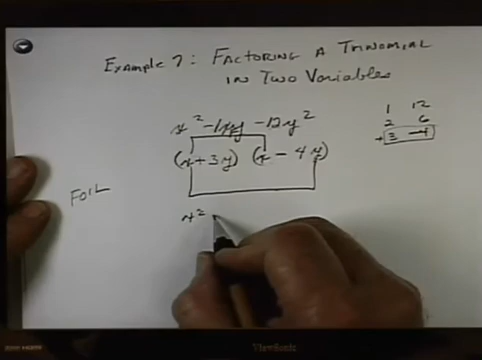 Example 7: Factoring a Trinomial
in Two Variables
x² - 1xy - 12y²
(x + 3y) (x - 4y)
1 12
2 6
+3 -4
FOIL
x²
ViewSonic